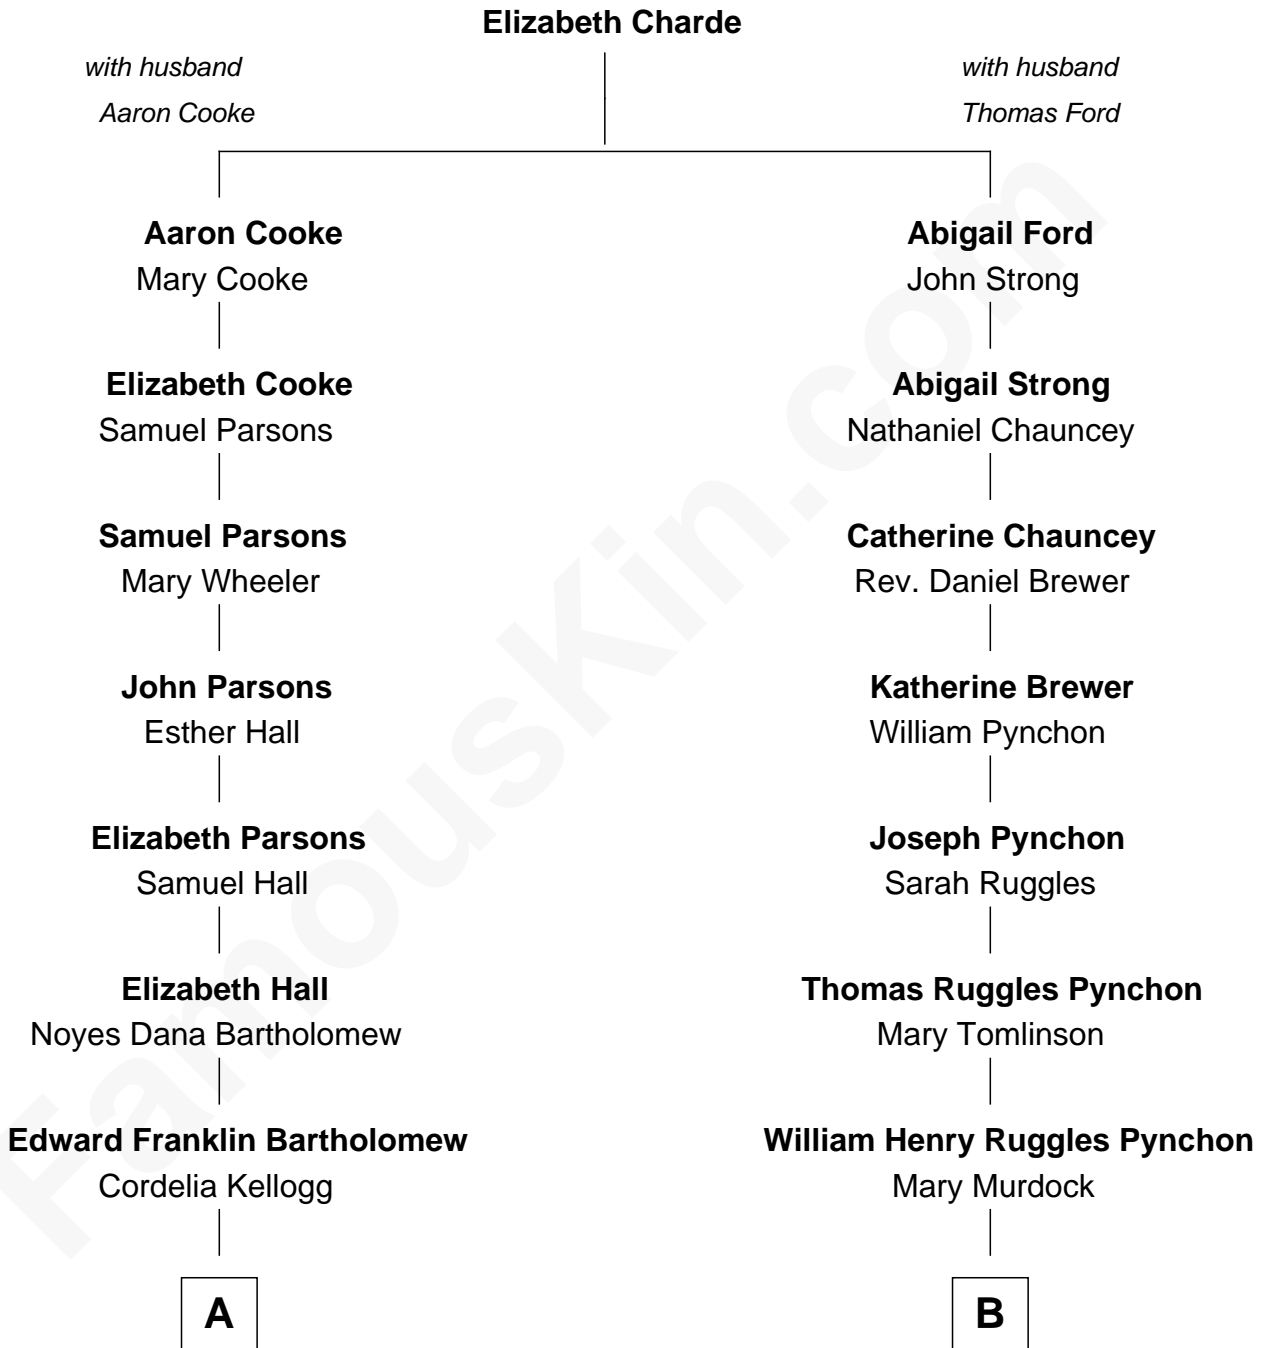 Elizabeth Charde
with husband
Aaron Cooke
with husband
Thomas Ford
Aaron Cooke
Mary Cooke
Abigail Ford
John Strong
Elizabeth Cooke
Samuel Parsons
Abigail Strong
Nathaniel Chauncey
Samuel Parsons
Mary Wheeler
Catherine Chauncey
Rev. Daniel Brewer
John Parsons
Esther Hall
Katherine Brewer
William Pynchon
Elizabeth Parsons
Samuel Hall
Joseph Pynchon
Sarah Ruggles
Elizabeth Hall
Noyes Dana Bartholomew
Thomas Ruggles Pynchon
Mary Tomlinson
Edward Franklin Bartholomew
Cordelia Kellogg
William Henry Ruggles Pynchon
Mary Murdock
A
B
FamousKin.com